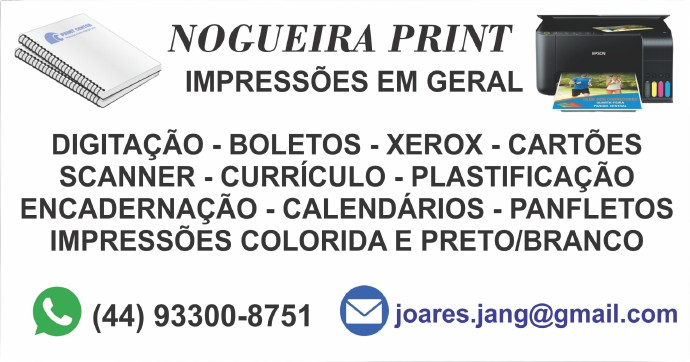 NOGUEIRA PRINT
IMPRESSÕES EM GERAL
EPSON
DIGITAÇÃO - BOLETOS - XEROX - CARTÕES
SCANNER - CURRÍCULO - PLASTIFICAÇÃO
ENCADERNAÇÃO - CALENDÁRIOS - PANFLETOS
IMPRESSÕES COLORIDA E PRETO/BRANCO
(44) 93300-8751
joares.jang@gmail.com